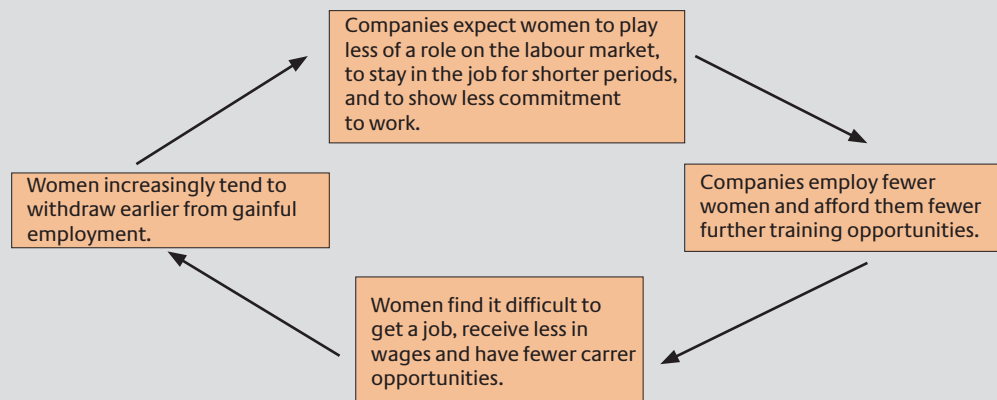 Companies expect women to play
less of a role on the labour market,
to stay in the job for shorter periods,
and to show less commitment
to work.
Companies employ fewer
women and afford them fewer
further training opportunities.
Women find it difficult to
get a job, receive less in
wages and have fewer carrer
opportunities.
Women increasingly tend to
withdraw earlier from gainful
employment.